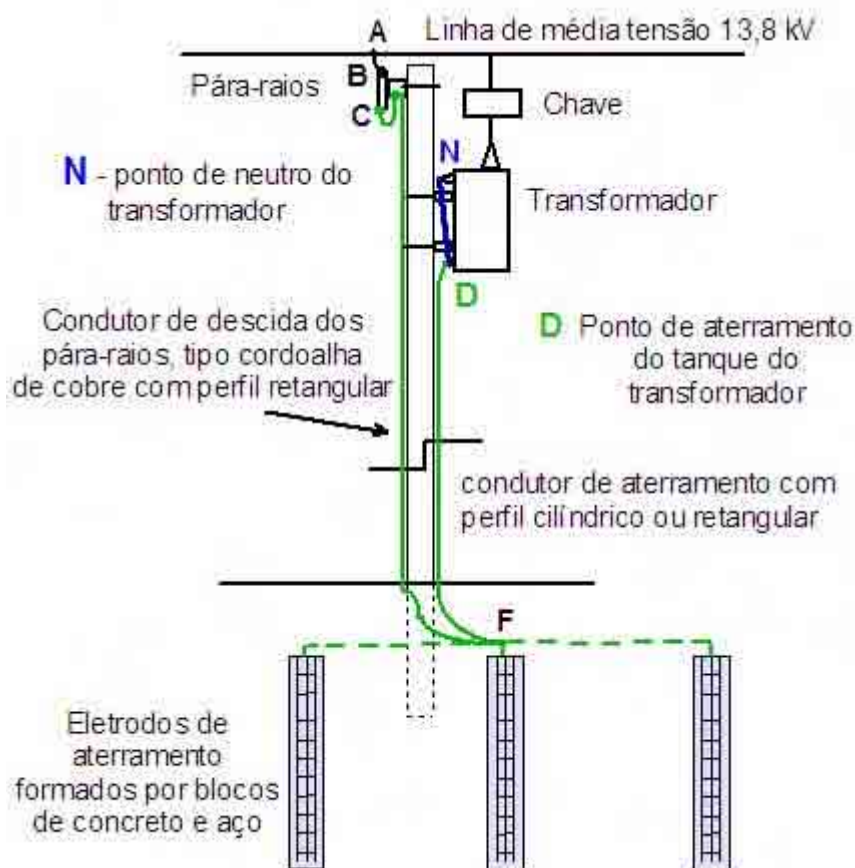 A
Linha de média tensão 13,8 kV
Pára-raios
B
C
Chave
N
N - ponto de neutro do
transformador
Transformador
D
Condutor de descida dos
pára-raios, tipo cordoalha
de cobre com perfil retangular
D Ponto de aterramento
do tanque do
transformador
condutor de aterramento com
perfil cilíndrico ou retangular
F
Eletrodos de
aterramento
formados por blocos
de concreto e aço